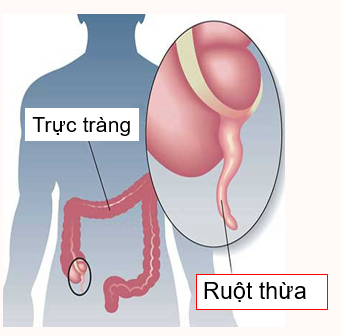 Trực tràng
Ruột thừa